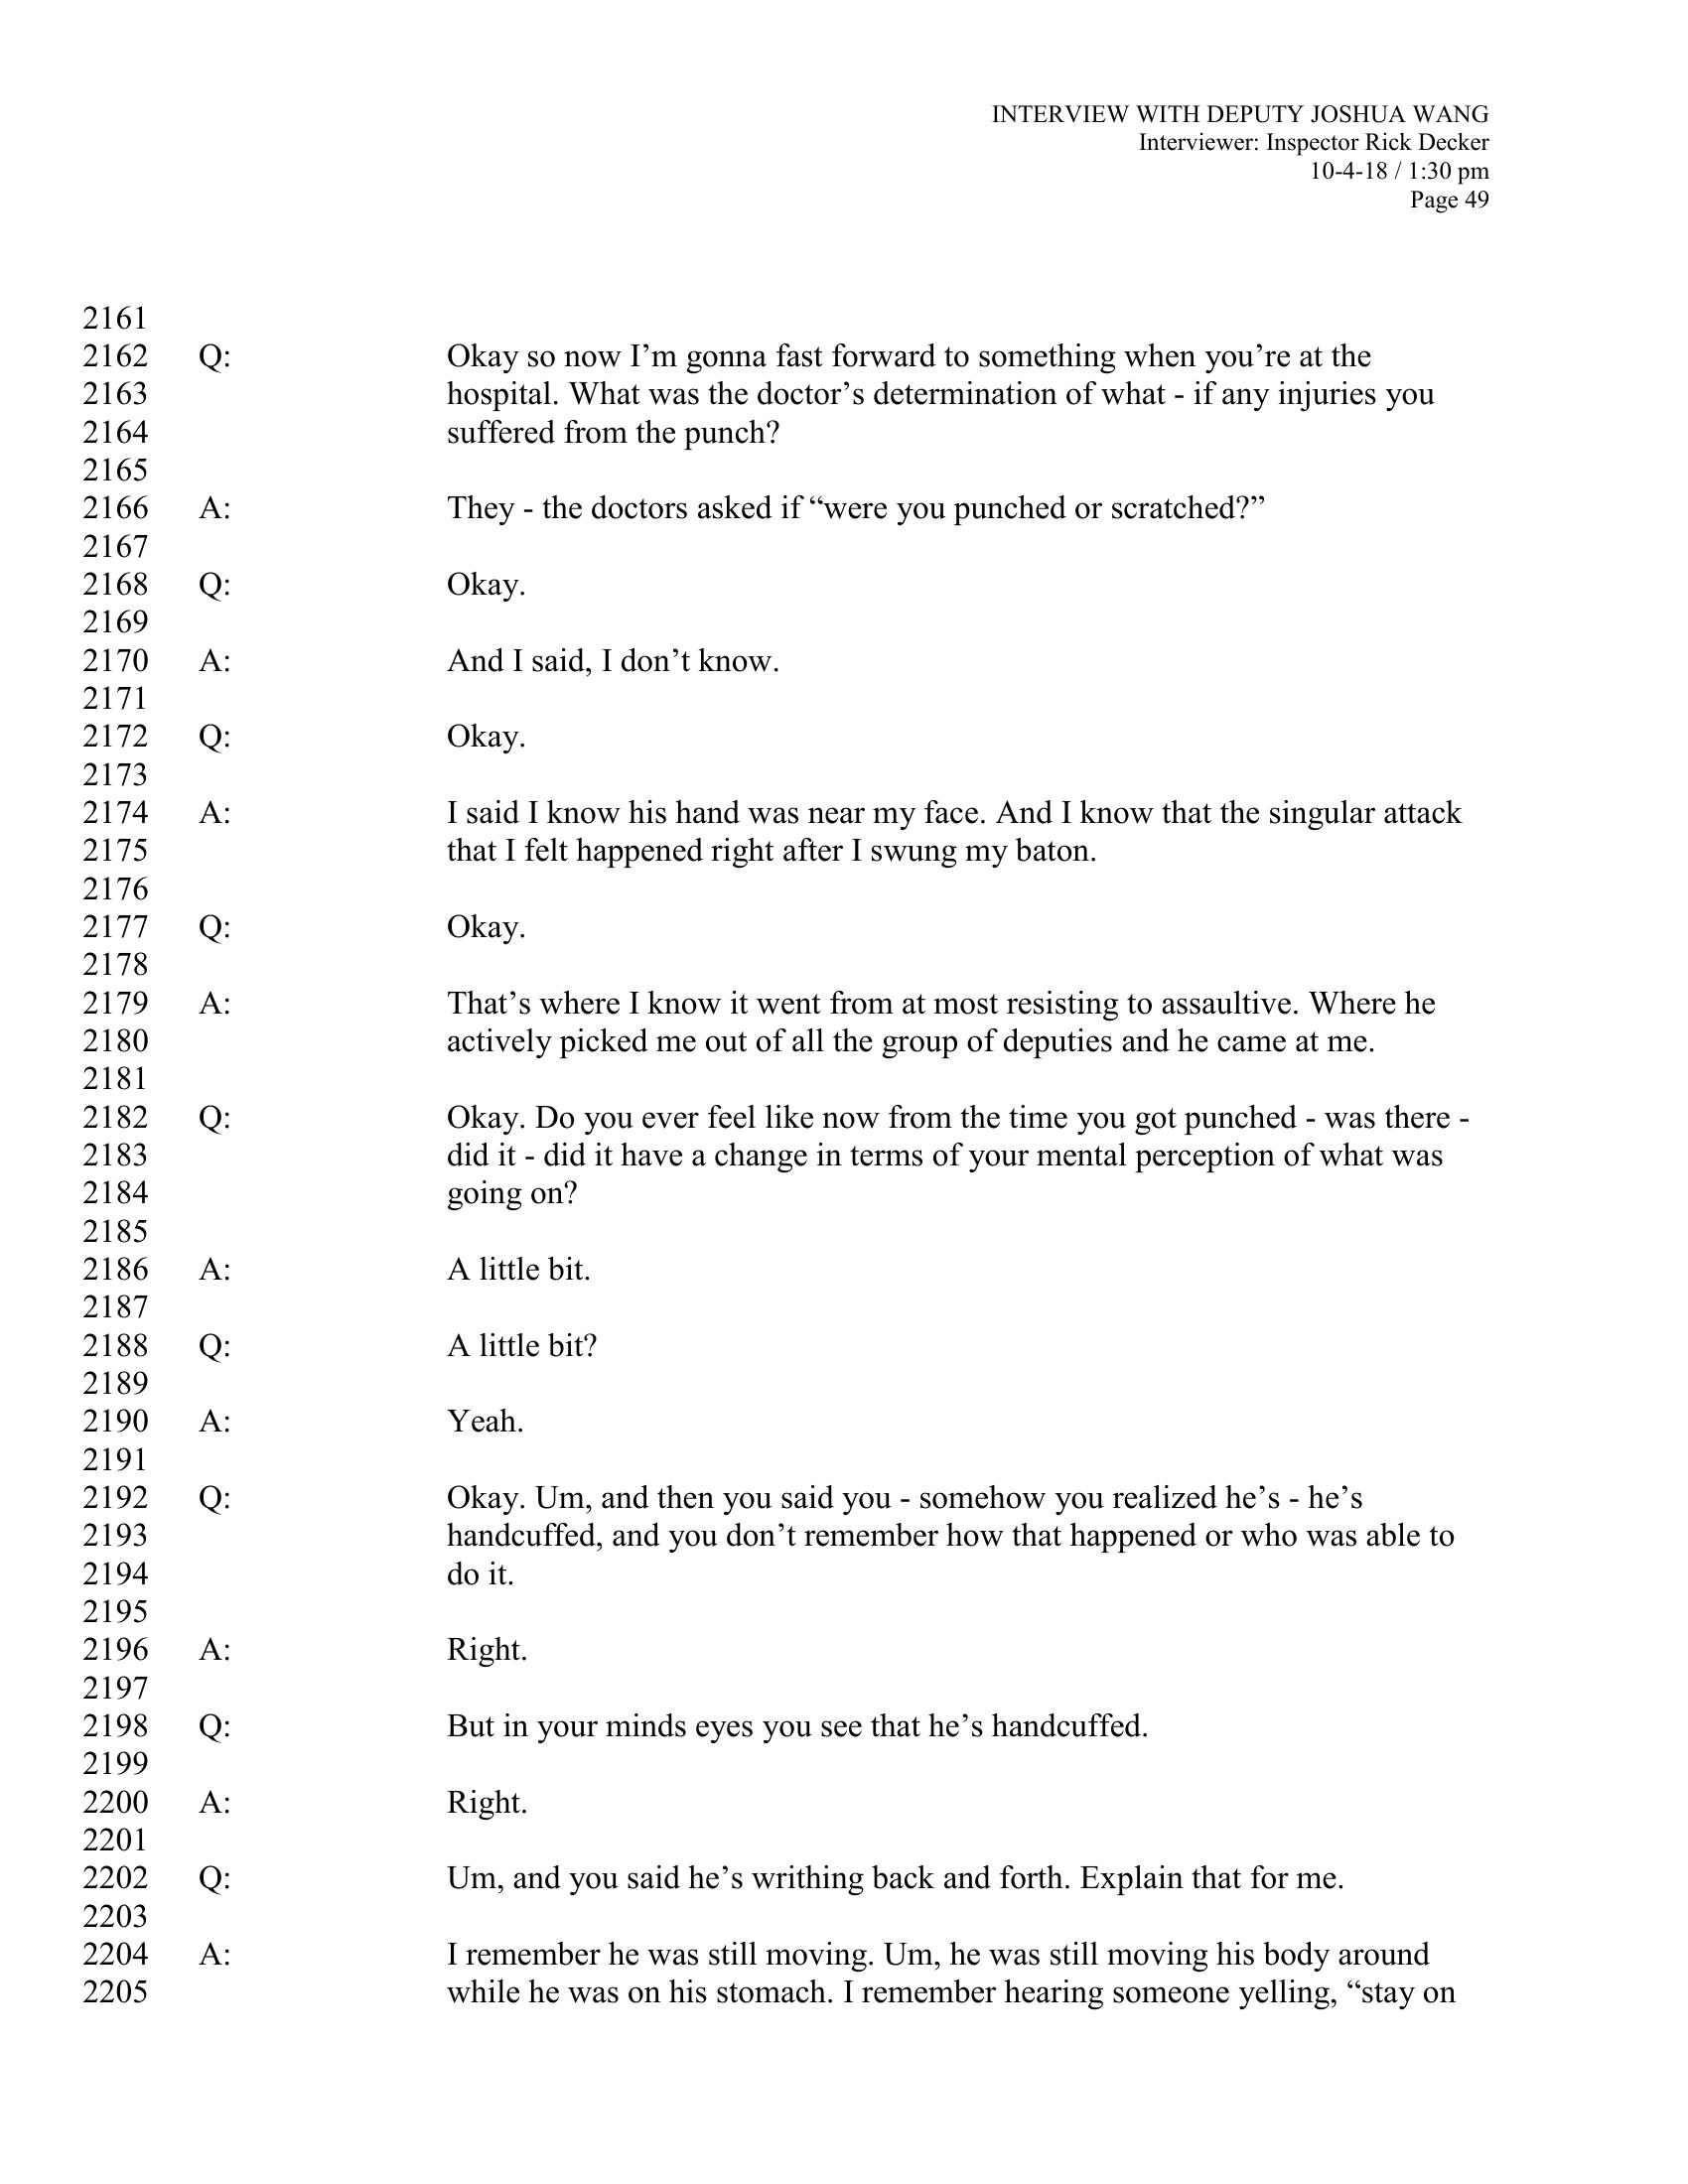 INTERVIEW WITH DEPUTY JOSHUA WANG
Interviewer: Inspector Rick Decker
10-4-18 / 1:30 pm
Page 49
2161
2162 Q: Okay so now I’m gonna fast forward to something when you’re at the
2163 hospital. What was the doctor’s determination of what - if any injuries you
2164 suffered from the punch?
2165
2166 A: They - the doctors asked if “were you punched or scratched?”
2167
2168 Q: Okay.
2169
2170 A: And I said, I don’t know.
2171
2172 Q: Okay.
2173
2174 A: I said I know his hand was near my face. And I know that the singular attack
2175 that I felt happened right after I swung my baton.
2176
2177 Q: Okay.
2178
2179 A: That’s where I know it went from at most resisting to assaultive. Where he
2180 actively picked me out of all the group of deputies and he came at me.
2181
2182 Q: Okay. Do you ever feel like now from the time you got punched - was there -
2183 did it - did it have a change in terms of your mental perception of what was
2184 going on?
2185
2186 A: A little bit.
2187
2188 Q: A little bit?
2189
2190 A: Yeah.
2191
2192 Q: Okay. Um, and then you said you - somehow you realized he’s - he’s
2193 handcuffed, and you don’t remember how that happened or who was able to
2194 do it.
2195
2196 A: Right.
2197
2198 Q: But in your minds eyes you see that he’s handcuffed.
2199
2200 A: Right.
2201
2202 Q: Um, and you said he’s writhing back and forth. Explain that for me.
2203
2204 A: I remember he was still moving. Um, he was still moving his body around
2205 while he was on his stomach. I remember hearing someone yelling, “stay on